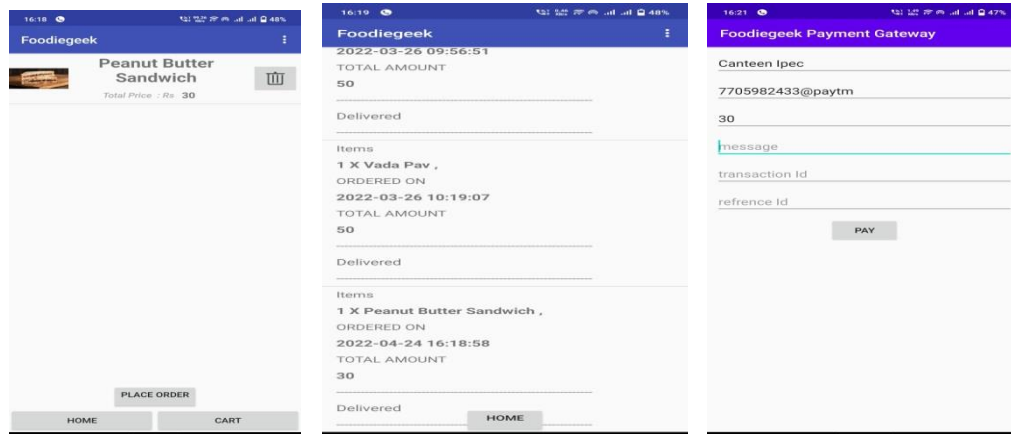 16:18
48%
Foodiegeek
Peanut Butter
Sandwich
Total Price : Rs 30
PLACE ORDER
HOME
CART
16:19
48%
Foodiegeek
2022-03-26 09:56:51
TOTAL AMOUNT
50
Delivered
Items
1 X Vada Pav ,
ORDERED ON
2022-03-26 10:19:07
TOTAL AMOUNT
50
Delivered
Items
1 X Peanut Butter Sandwich ,
ORDERED ON
2022-04-24 16:18:58
TOTAL AMOUNT
30
Delivered
HOME
16:21
47%
Foodiegeek Payment Gateway
Canteen Ipec
7705982433@paytm
30
message
transaction Id
refrence Id
PAY